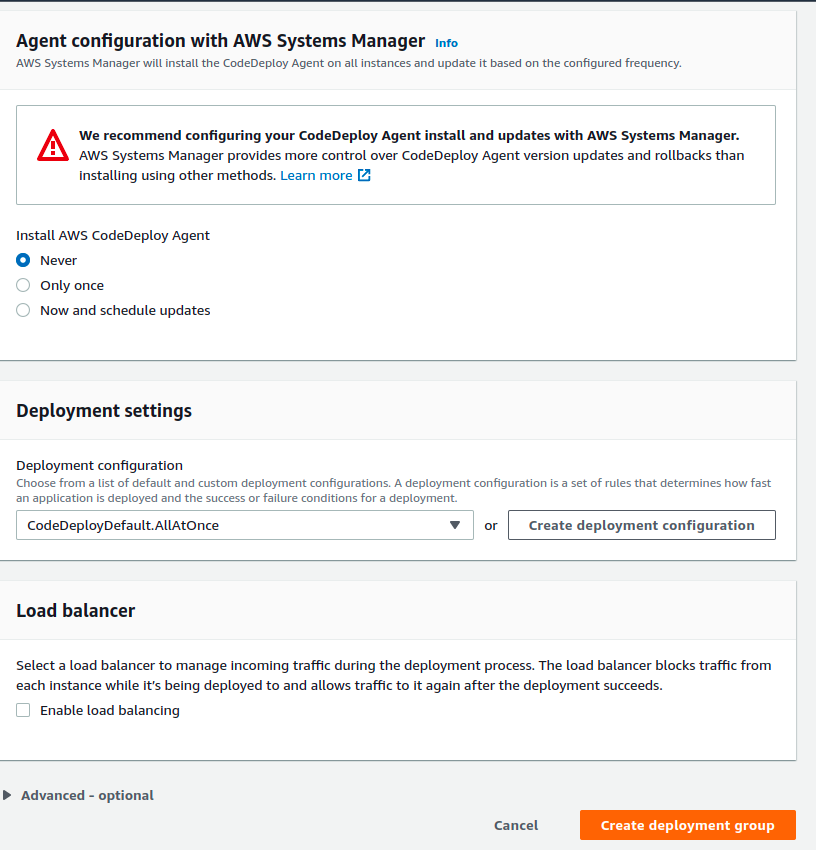 Agent configuration with AWS Systems Manager Info
AWS Systems Manager will install the CodeDeploy Agent on all instances and update it based on the configured frequency.
We recommend configuring your CodeDeploy Agent install and updates with AWS Systems Manager.
AWS Systems Manager provides more control over CodeDeploy Agent version updates and rollbacks than
installing using other methods. Learn more
Install AWS CodeDeploy Agent
Never
Only once
Now and schedule updates
Deployment settings
Deployment configuration
Choose from a list of default and custom deployment configurations. A deployment configuration is a set of rules that determines how fast
an application is deployed and the success or failure conditions for a deployment.
CodeDeployDefault.AllAtOnce or Create deployment configuration
Load balancer
Select a load balancer to manage incoming traffic during the deployment process. The load balancer blocks traffic from
each instance while it's being deployed to and allows traffic to it again after the deployment succeeds.
Enable load balancing
Advanced - optional
Cancel Create deployment group